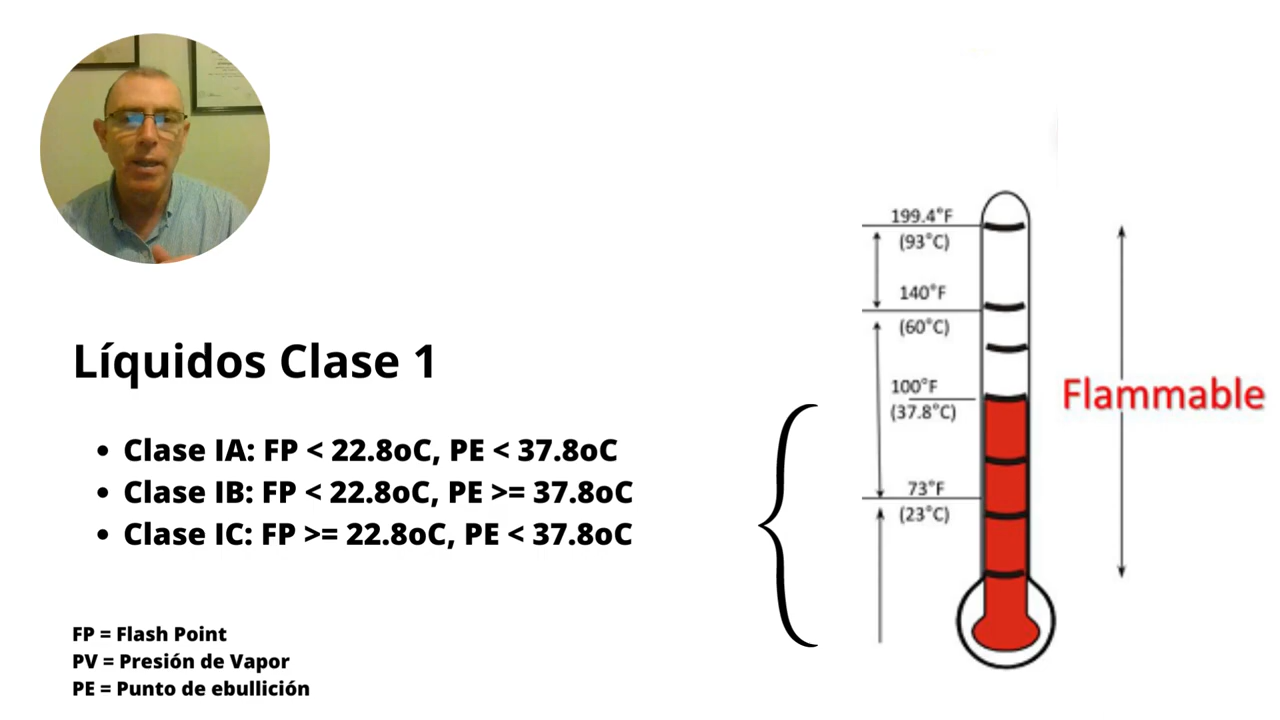 Líquidos Clase 1
• Clase IA: FP < 22.8oC, PE < 37.8oC
• Clase IB: FP < 22.8oC, PE >= 37.8oC
• Clase IC: FP >= 22.8oC, PE < 37.8oC
FP = Flash Point
PV = Presión de Vapor
PE = Punto de ebullición
199.4°F
(93°C)
140°F
(60°C)
100°F
(37.8°C)
73°F
(23°C)
Flammable